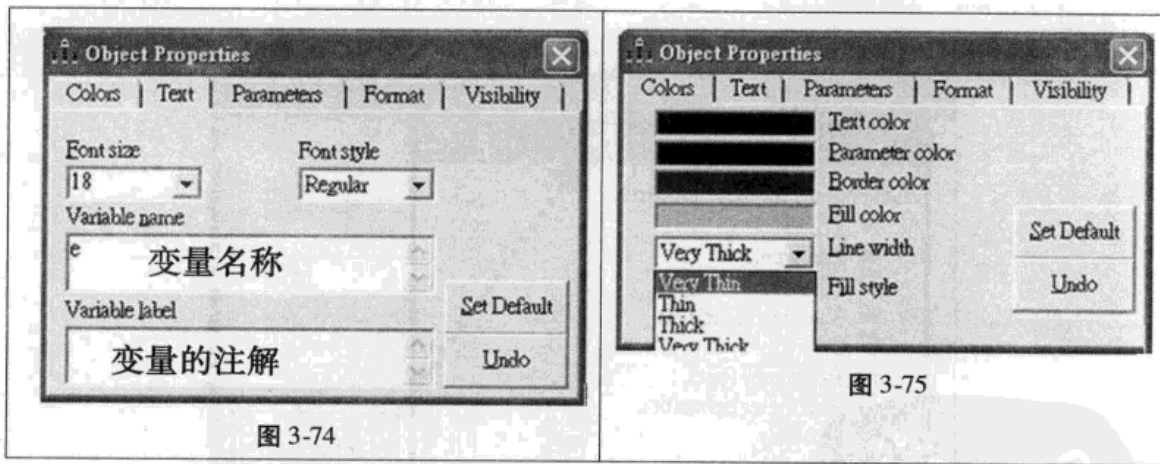 Object Properties
Colors Text Parameters Format Visibility
Font size Font style
18 Regular
Variable name
e
变量名称
Variable label
变量的注解
Set Default
Undo
图 3-74
Object Properties
Colors Text Parameters Format Visibility
Text color
Parameter color
Border color
Fill color
Very Thick Line width
Very Thin Fill style
Thin
Thick
Very Thick
Set Default
Undo
图 3-75